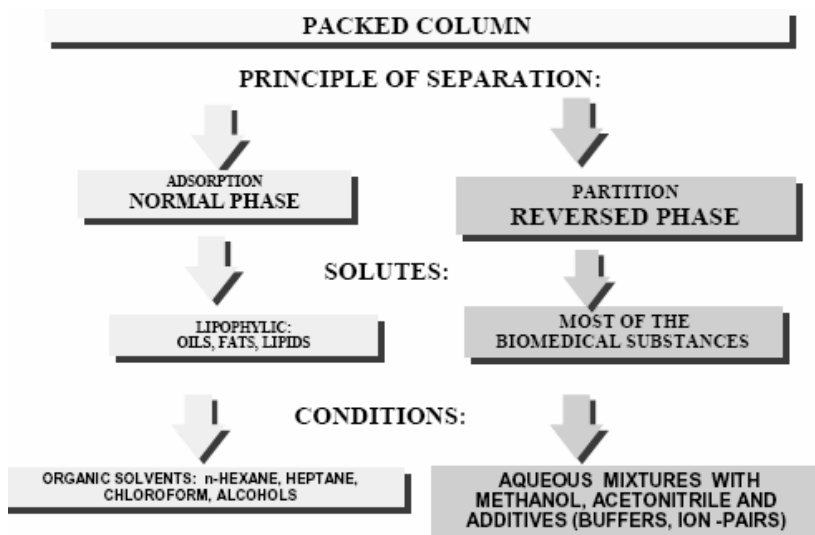 PACKED COLUMN
PRINCIPLE OF SEPARATION:
ADSORPTION
NORMAL PHASE
PARTITION
REVERSED PHASE
SOLUTES:
LIPOPHYLIC:
OILS, FATS, LIPIDS
MOST OF THE
BIOMEDICAL SUBSTANCES
CONDITIONS:
ORGANIC SOLVENTS: n-HEXANE, HEPTANE,
CHLOROFORM, ALCOHOLS
AQUEOUS MIXTURES WITH
METHANOL, ACETONITRILE AND
ADDITIVES (BUFFERS, ION -PAIRS)